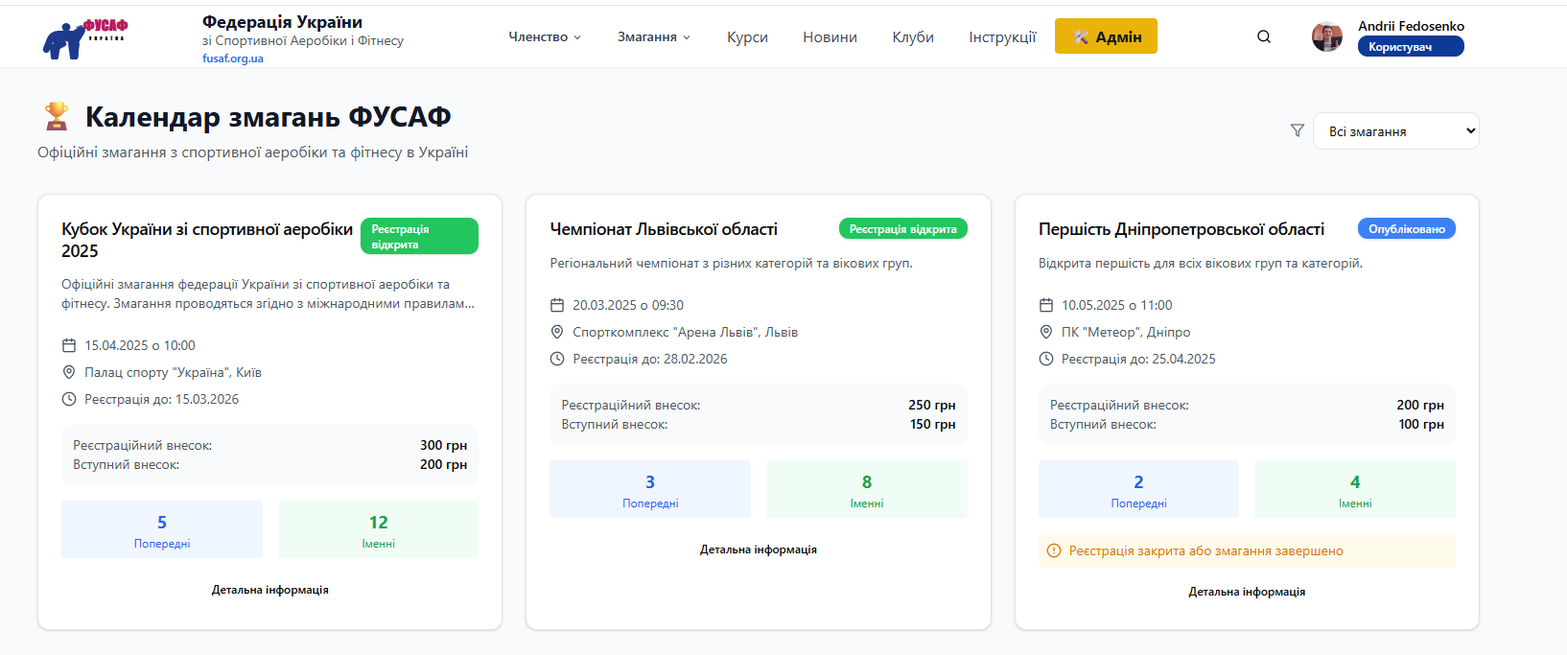 ФУСАФ
УКРАЇНА
Федерація України
зі Спортивної Аеробіки і Фітнесу
fusaf.org.ua
Членство
Змагання
Курси
Новини
Клуби
Інструкції
Адмін
Andrii Fedosenko
Користувач
Календар змагань ФУСАФ
Офіційні змагання з спортивної аеробіки та фітнесу в Україні
Всі змагання
Кубок України зі спортивної аеробіки
2025
Реєстрація
відкрита
Офіційні змагання федерації України зі спортивної аеробіки та
фітнесу. Змагання проводяться згідно з міжнародними правилам...
15.04.2025 о 10:00
Палац спорту "Україна", Київ
Реєстрація до: 15.03.2026
Реєстраційний внесок: 300 грн
Вступний внесок: 200 грн
5
Попередні
12
Іменні
Детальна інформація
Чемпіонат Львівської області
Реєстрація відкрита
Регіональний чемпіонат з різних категорій та вікових груп.
20.03.2025 о 09:30
Спорткомплекс "Арена Львів", Львів
Реєстрація до: 28.02.2026
Реєстраційний внесок: 250 грн
Вступний внесок: 150 грн
3
Попередні
8
Іменні
Детальна інформація
Першість Дніпропетровської області
Опубліковано
Відкрита першість для всіх вікових груп та категорій.
10.05.2025 о 11:00
ПК "Метеор", Дніпро
Реєстрація до: 25.04.2025
Реєстраційний внесок: 200 грн
Вступний внесок: 100 грн
2
Попередні
4
Іменні
Реєстрація закрита або змагання завершено
Детальна інформація